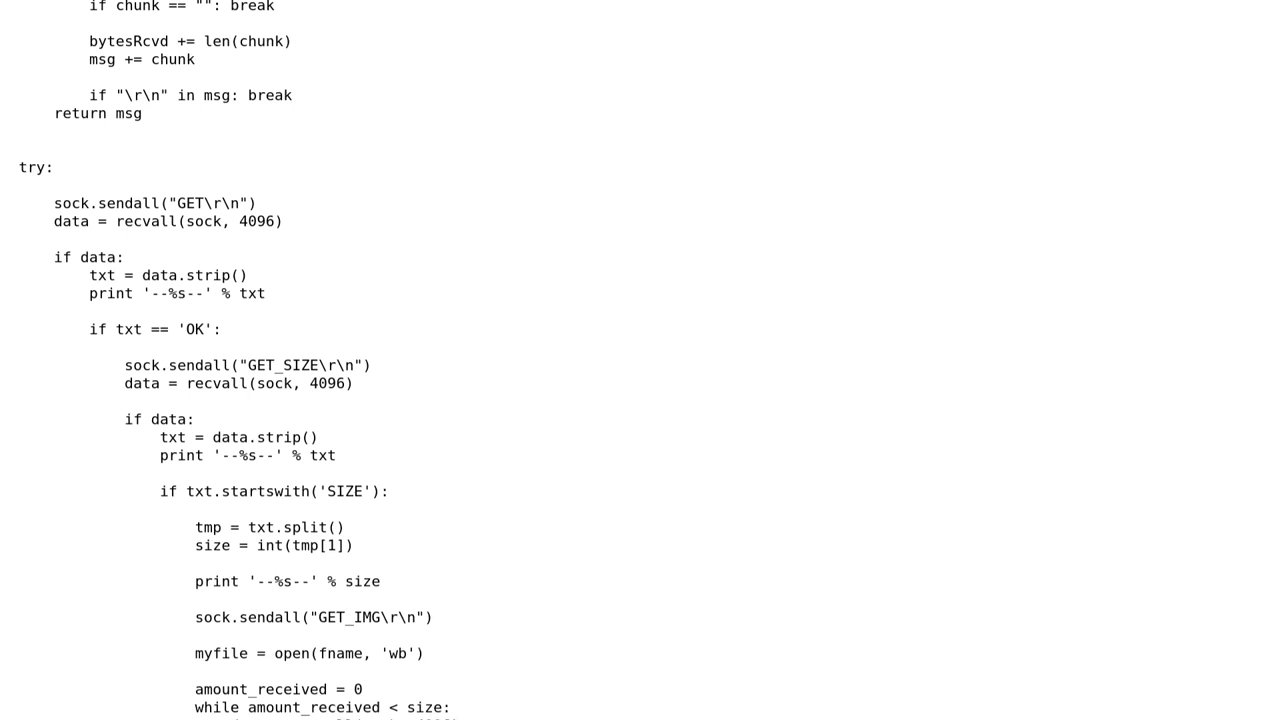 if chunk == "": break
bytesRcvd += len(chunk)
msg += chunk
if "\r\n" in msg: break
return msg
try:
sock.sendall("GET\r\n")
data = recvall(sock, 4096)
if data:
txt = data.strip()
print '--%s--' % txt
if txt == 'OK':
sock.sendall("GET_SIZE\r\n")
data = recvall(sock, 4096)
if data:
txt = data.strip()
print '--%s--' % txt
if txt.startswith('SIZE'):
tmp = txt.split()
size = int(tmp[1])
print '--%s--' % size
sock.sendall("GET_IMG\r\n")
myfile = open(fname, 'wb')
amount_received = 0
while amount_received < size: